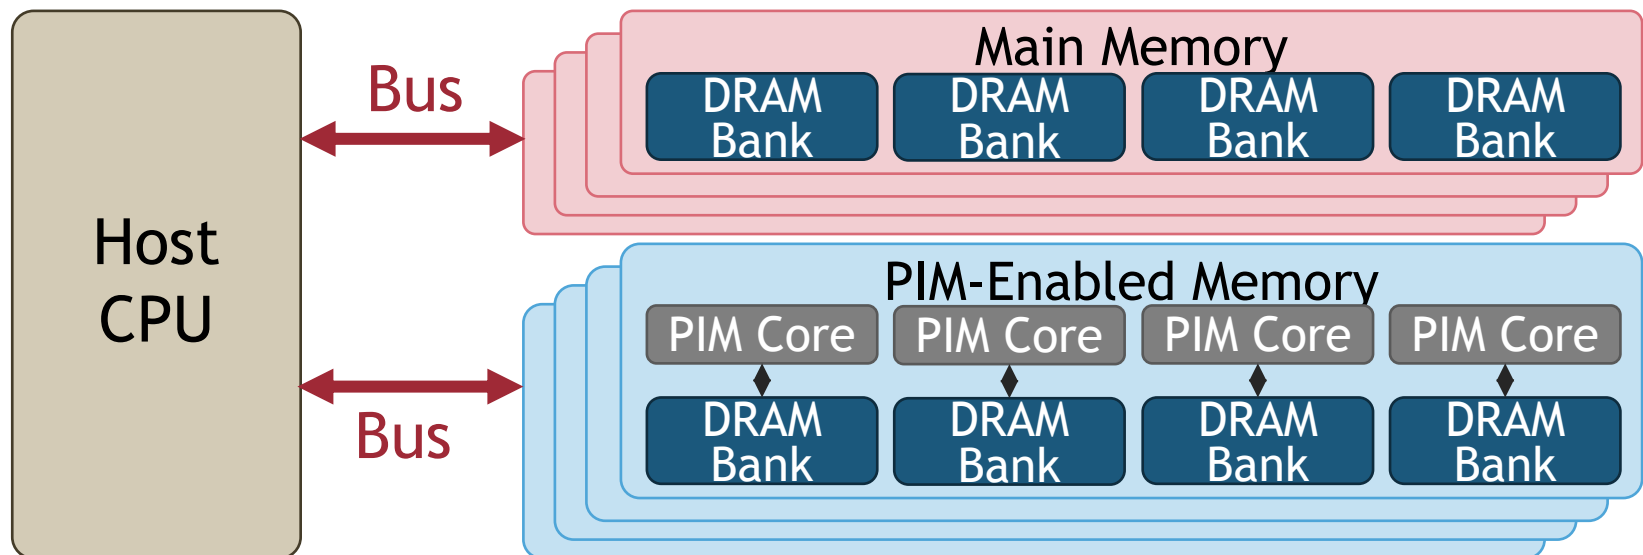 Host
CPU
Bus
Main Memory
DRAM
Bank
DRAM
Bank
DRAM
Bank
DRAM
Bank
Bus
PIM-Enabled Memory
PIM Core
PIM Core
PIM Core
PIM Core
DRAM
Bank
DRAM
Bank
DRAM
Bank
DRAM
Bank